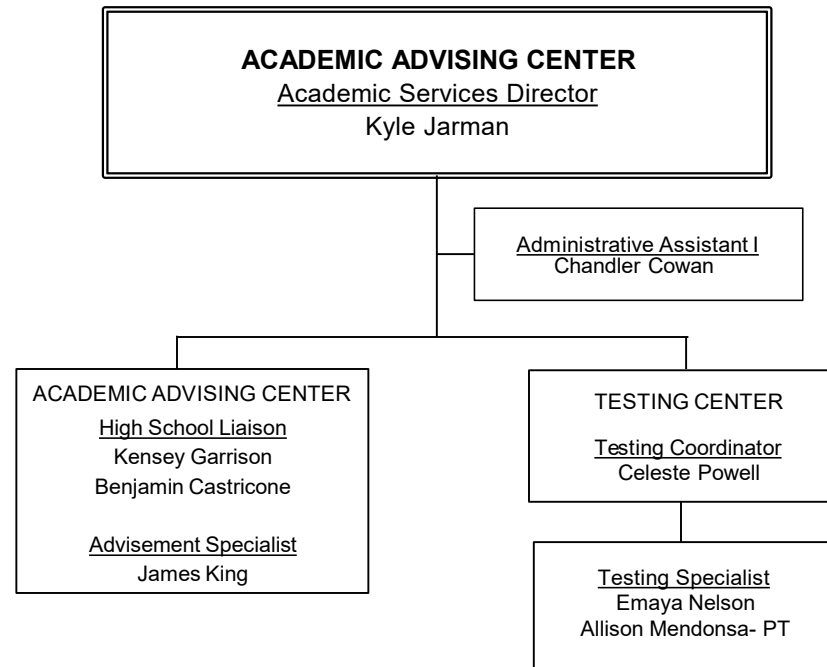 ACADEMIC ADVISING CENTER
Academic Services Director
Kyle Jarman
Administrative Assistant I
Chandler Cowan
ACADEMIC ADVISING CENTER
High School Liaison
Kensey Garrison
Benjamin Castricone
Advisement Specialist
James King
TESTING CENTER
Testing Coordinator
Celeste Powell
Testing Specialist
Emaya Nelson
Allison Mendonsa- PT